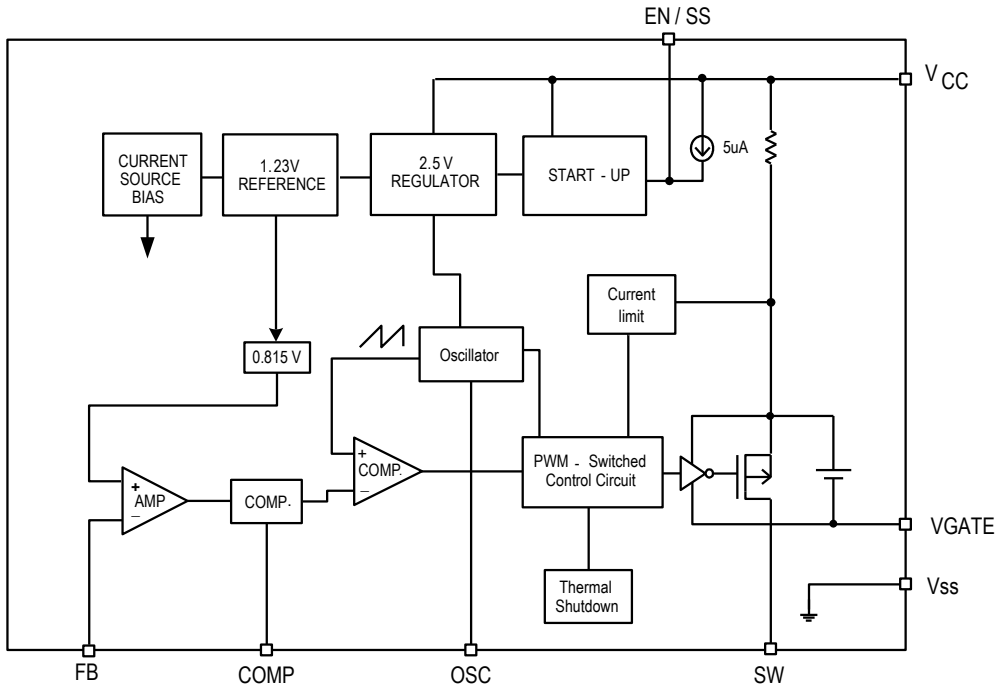 EN / SS
V CC
CURRENT
SOURCE
BIAS
1.23V
REFERENCE
2.5 V
REGULATOR
START - UP
5uA
Current
limit
0.815 V
Oscillator
+
AMP
−
COMP.
+
COMP.
−
PWM - Switched
Control Circuit
Thermal
Shutdown
VGATE
Vss
FB
COMP
OSC
SW